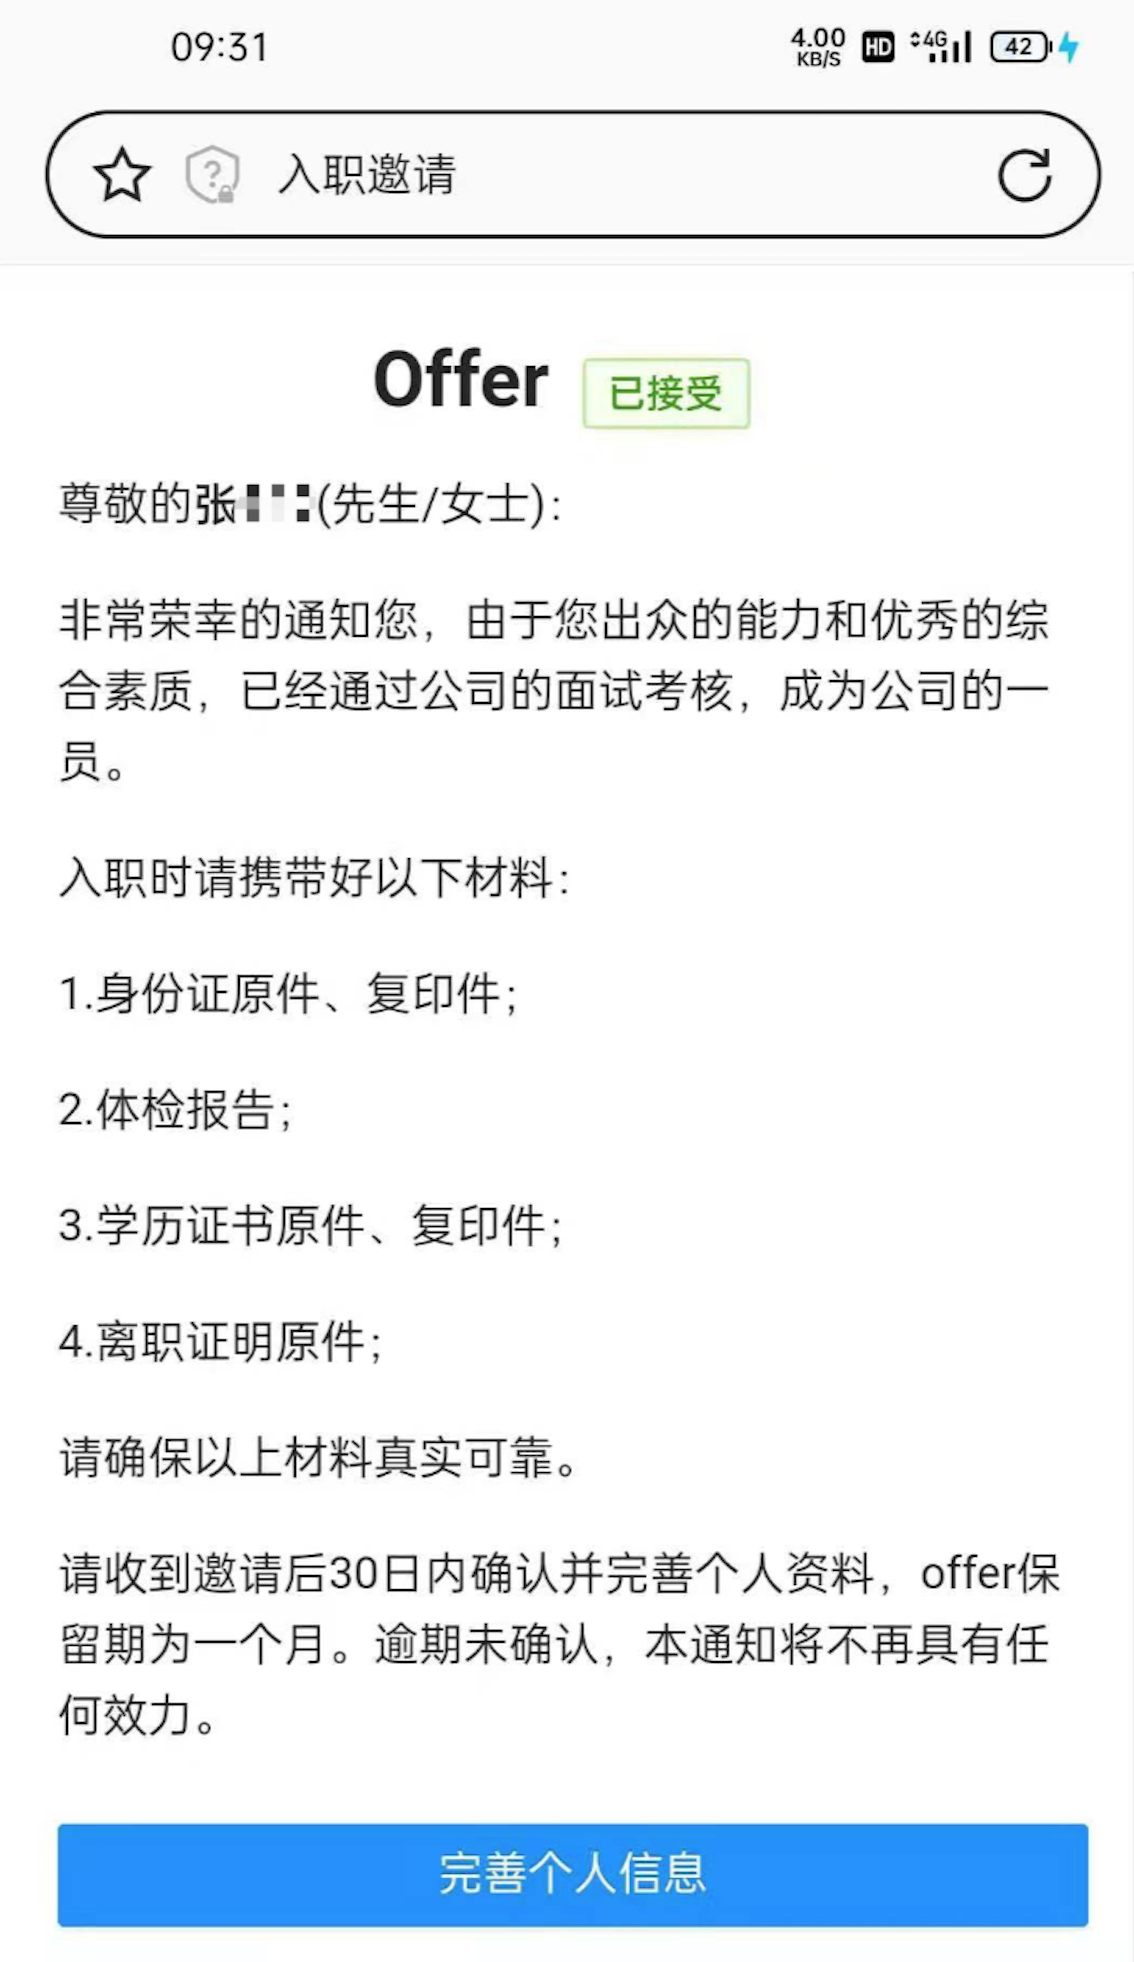 09:31
4.00
KB/S
HD
4G
42
入职邀请
Offer 已接受
尊敬的张(先生/女士)：
非常荣幸的通知您，由于您出众的能力和优秀的综
合素质，已经通过公司的面试考核，成为公司的一
员。
入职时请携带好以下材料：
1.身份证原件、复印件；
2.体检报告；
3.学历证书原件、复印件；
4.离职证明原件；
请确保以上材料真实可靠。
请收到邀请后30日内确认并完善个人资料，offer保
留期为一个月。逾期未确认，本通知将不再具有任
何效力。
完善个人信息